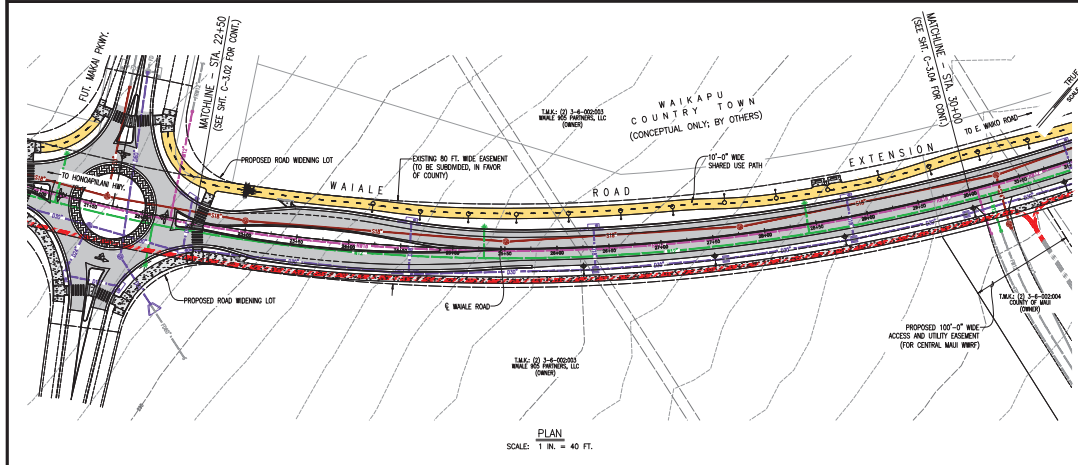 FUT. MAKAI PKWY.
MATCHLINE - STA. 22+50
(SEE SHT. C-3.02 FOR CONT.)
TO HONOAPIILANI HWY.
PROPOSED ROAD WIDENING LOT
EXISTING 80 FT. WIDE EASEMENT
(TO BE SUBDIVIDED, IN FAVOR
OF COUNTY)
T.M.K.: (2) 3-6-002:003
WAIALE 905 PARTNERS, LLC
(OWNER)
WAIKAPU
COUNTRY TOWN
(CONCEPTUAL ONLY; BY OTHERS)
10'-0" WIDE
SHARED USE PATH
WAIALE ROAD EXTENSION
MATCHLINE - STA. 30+00
(SEE SHT. C-3.04 FOR CONT.)
TO E. WAIKO ROAD
TRUE
SCALE
PROPOSED ROAD WIDENING LOT
℄ WAIALE ROAD
T.M.K.: (2) 3-6-002:003
WAIALE 905 PARTNERS, LLC
(OWNER)
PROPOSED 100'-0" WIDE
ACCESS AND UTILITY EASEMENT
(FOR CENTRAL MAUI WWRF)
T.M.K.: (2) 3-6-002:004
COUNTY OF MAUI
(OWNER)
PLAN
SCALE: 1 IN. = 40 FT.